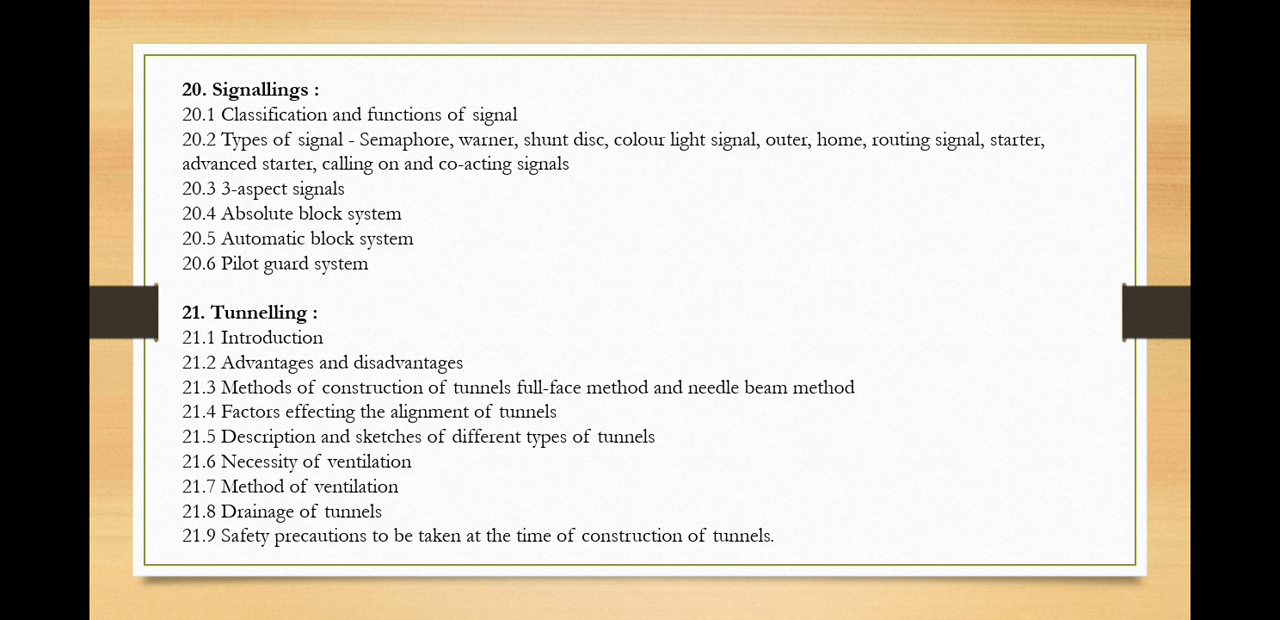 20. Signallings :
20.1 Classification and functions of signal
20.2 Types of signal - Semaphore, warner, shunt disc, colour light signal, outer, home, routing signal, starter,
advanced starter, calling on and co-acting signals
20.3 3-aspect signals
20.4 Absolute block system
20.5 Automatic block system
20.6 Pilot guard system
21. Tunnelling :
21.1 Introduction
21.2 Advantages and disadvantages
21.3 Methods of construction of tunnels full-face method and needle beam method
21.4 Factors effecting the alignment of tunnels
21.5 Description and sketches of different types of tunnels
21.6 Necessity of ventilation
21.7 Method of ventilation
21.8 Drainage of tunnels
21.9 Safety precautions to be taken at the time of construction of tunnels.